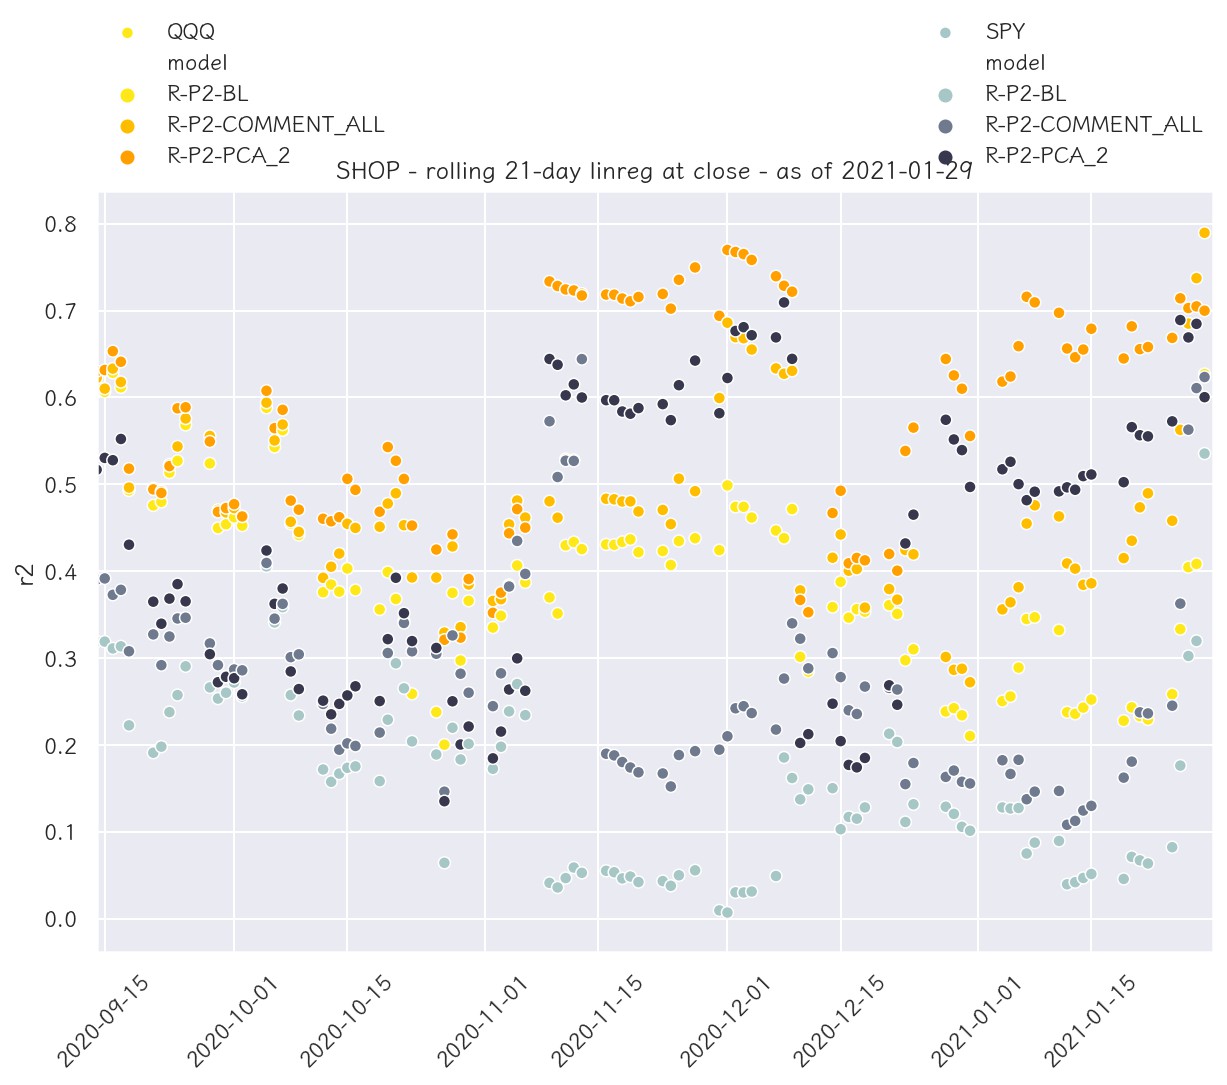 QQQ
model
R-P2-BL
R-P2-COMMENT_ALL
R-P2-PCA_2
SPY
model
R-P2-BL
R-P2-COMMENT_ALL
R-P2-PCA_2
SHOP - rolling 21-day linreg at close - as of 2021-01-29
r2
0.8
0.7
0.6
0.5
0.4
0.3
0.2
0.1
0.0
2020-09-15
2020-10-01
2020-10-15
2020-11-01
2020-11-15
2020-12-01
2020-12-15
2021-01-01
2021-01-15